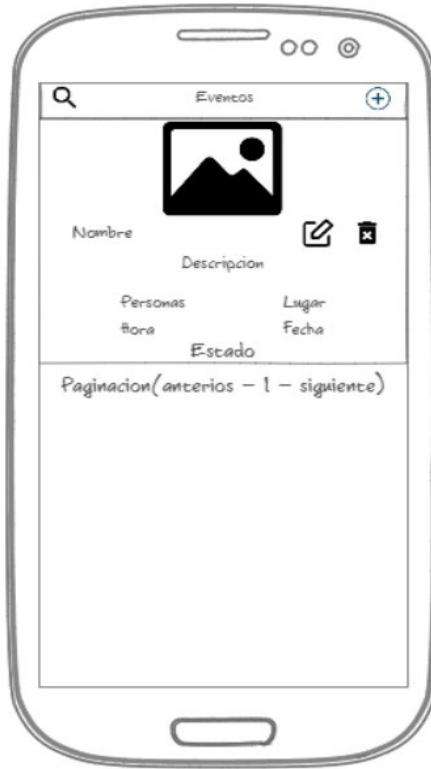 Eventos
Nombre
Descripcion
Personas Lugar
Hora Fecha
Estado
Paginacion(anterios - 1 - siguiente)